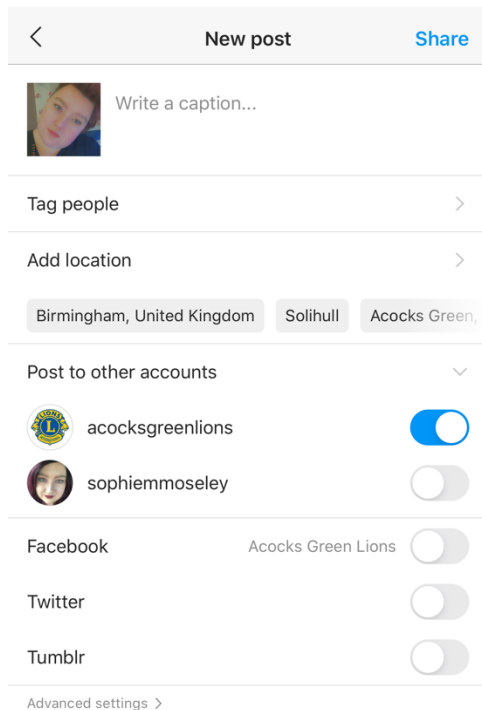 New post
Share
Write a caption...
Tag people
Add location
Birmingham, United Kingdom
Solihull
Acocks Green,
Post to other accounts
LIONS
L
acocksgreenlions
sophiemmoseley
Facebook
Acocks Green Lions
Twitter
Tumblr
Advanced settings